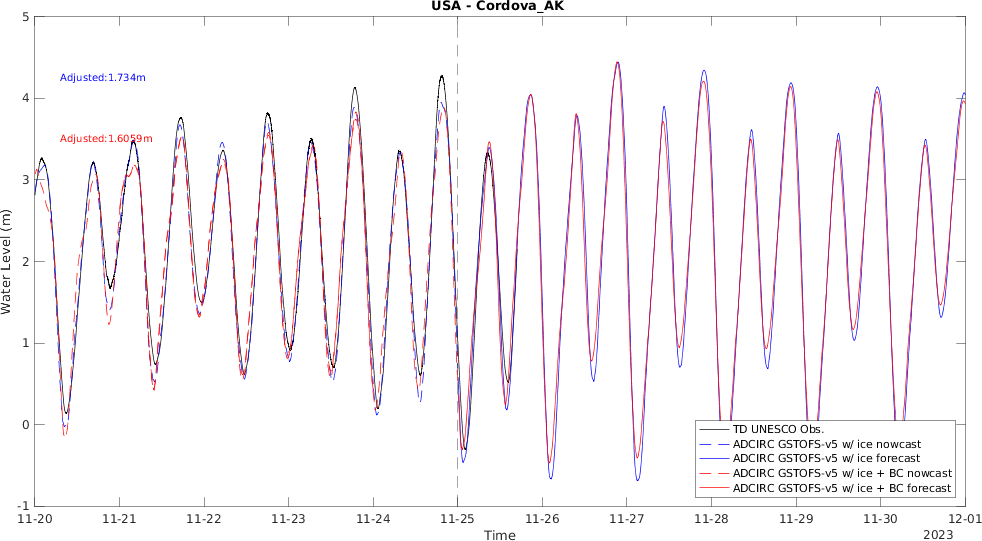 USA - Cordova_AK
5
Adjusted:1.734m
4
Adjusted:1.6059m
3
2
1
0
-1
Water Level (m)
TD UNESCO Obs.
ADCIRC GSTOFS-v5 w/ ice nowcast
ADCIRC GSTOFS-v5 w/ ice forecast
ADCIRC GSTOFS-v5 w/ ice + BC nowcast
ADCIRC GSTOFS-v5 w/ ice + BC forecast
11-20 11-21 11-22 11-23 11-24 11-25 11-26 11-27 11-28 11-29 11-30 12-01
Time
2023